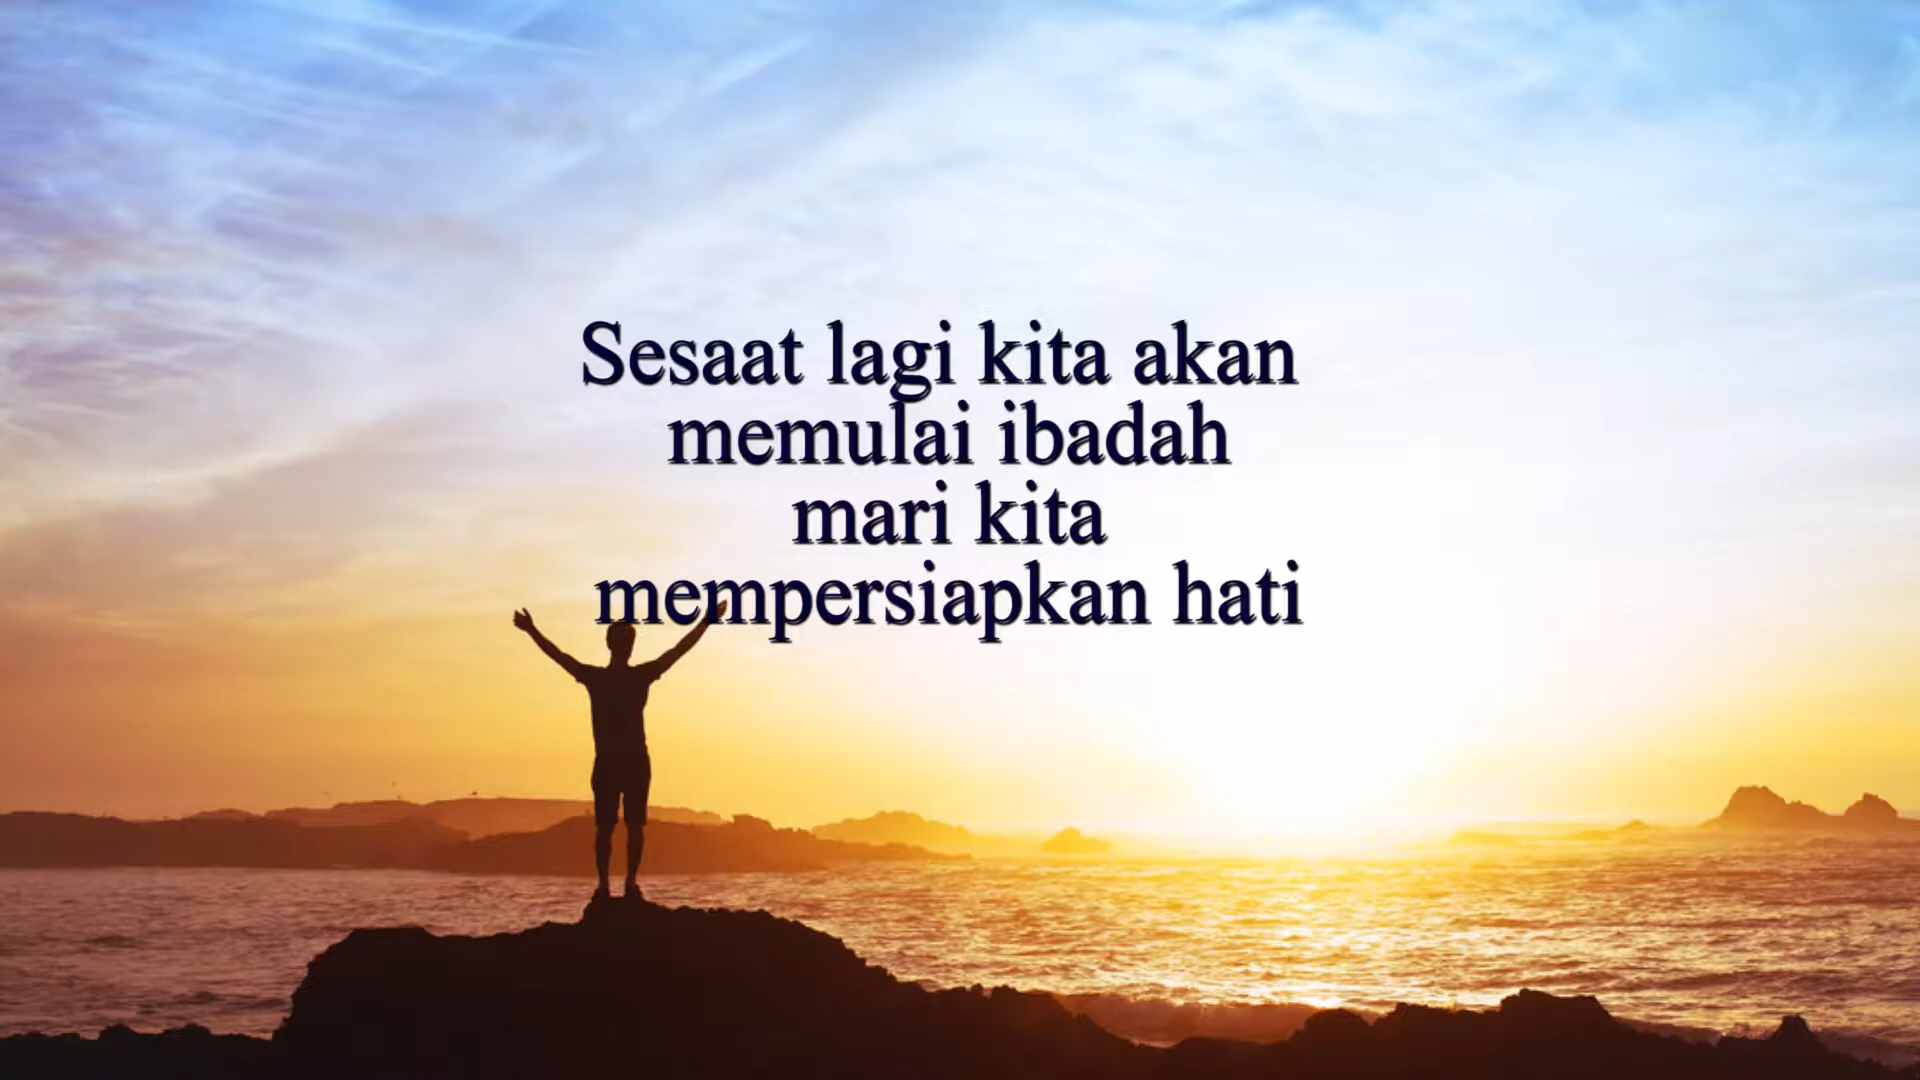 Sesaat lagi kita akan
memulai ibadah
mari kita
mempersiapkan hati